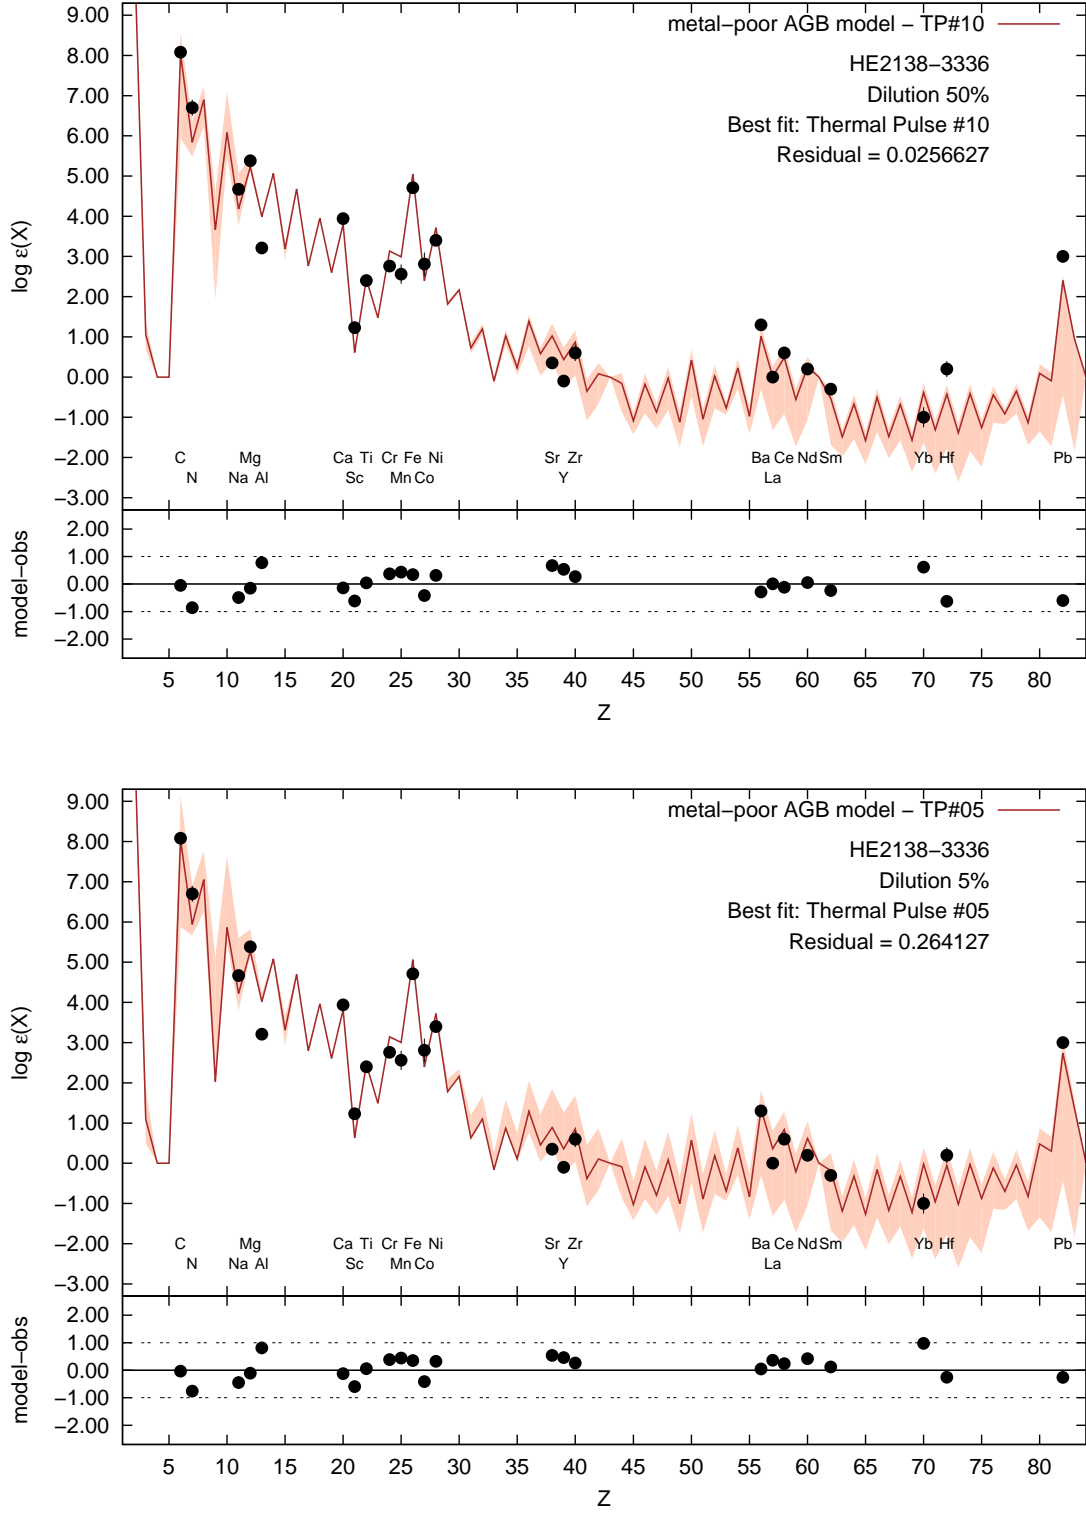 9.00
8.00
7.00
6.00
5.00
4.00
3.00
2.00
1.00
0.00
−1.00
−2.00
−3.00
log ε(X)
metal−poor AGB model − TP#10
HE2138−3336
Dilution 50%
Best fit: Thermal Pulse #10
Residual = 0.0256627
C Mg Ca Ti Cr Fe Ni Sr Zr Ba Ce Nd Sm Yb Hf Pb
N Na Al Sc Mn Co Y La
2.00
1.00
0.00
−1.00
−2.00
model−obs
5 10 15 20 25 30 35 40 45 50 55 60 65 70 75 80
Z
9.00
8.00
7.00
6.00
5.00
4.00
3.00
2.00
1.00
0.00
−1.00
−2.00
−3.00
log ε(X)
metal−poor AGB model − TP#05
HE2138−3336
Dilution 5%
Best fit: Thermal Pulse #05
Residual = 0.264127
C Mg Ca Ti Cr Fe Ni Sr Zr Ba Ce Nd Sm Yb Hf Pb
N Na Al Sc Mn Co Y La
2.00
1.00
0.00
−1.00
−2.00
model−obs
5 10 15 20 25 30 35 40 45 50 55 60 65 70 75 80
Z